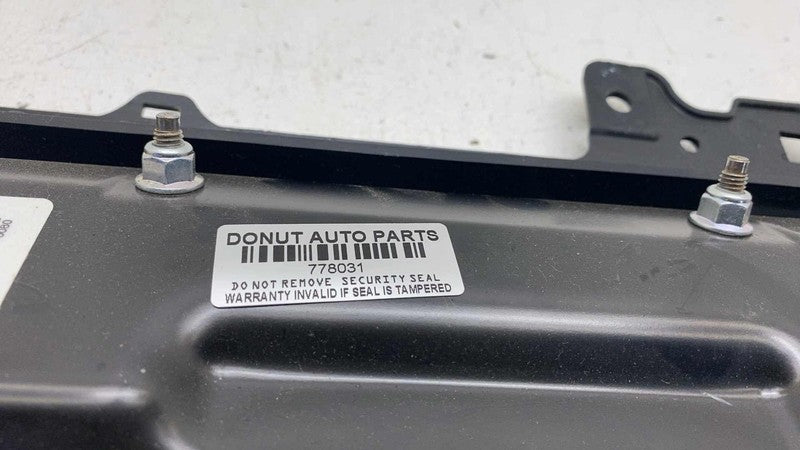 DONUT AUTO PARTS
778031
DO NOT REMOVE SECURITY SEAL
WARRANTY INVALID IF SEAL IS TAMPERED